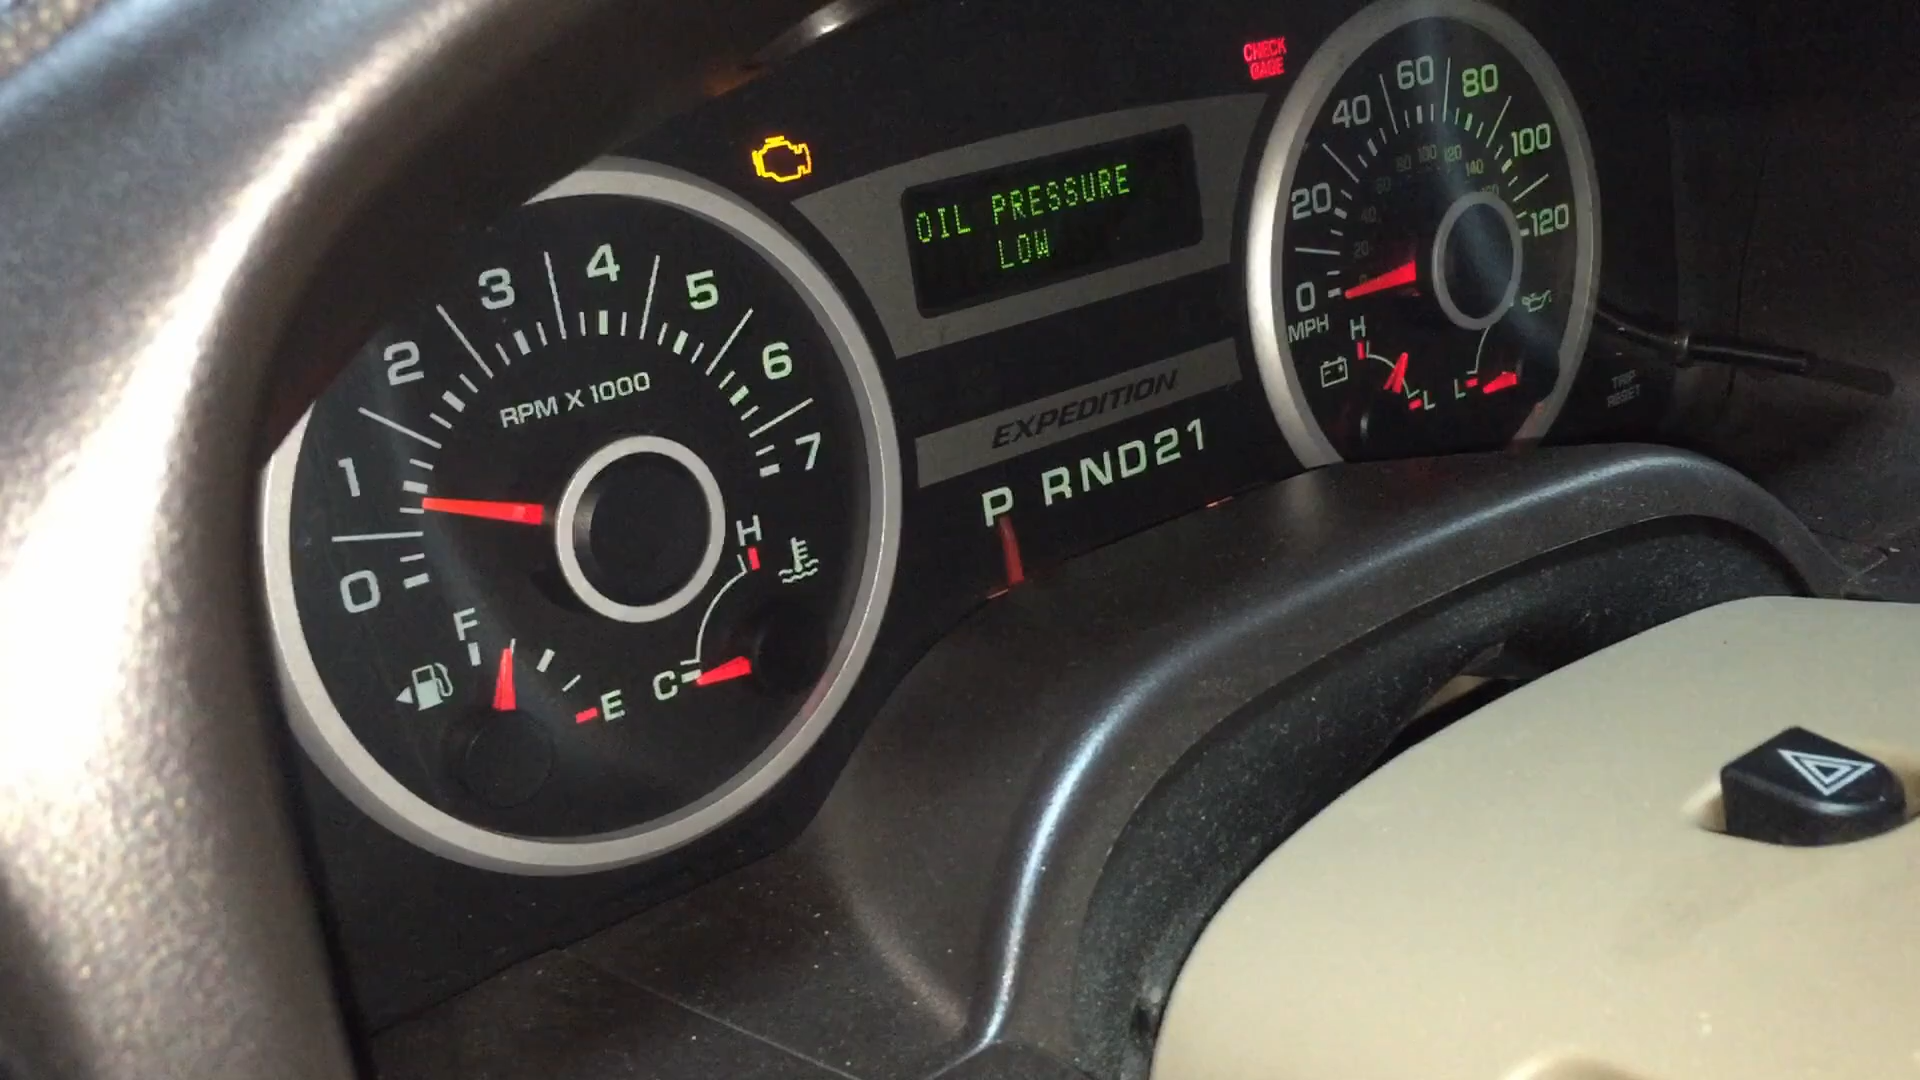 CHECK
GAGE
OIL PRESSURE
LOW
0 1 2 3 4 5 6 7
RPM X 1000
F E
H C
EXPEDITION
P RND21
0 20 40 60 80 100 120
MPH
H L
L
TRIP
RESET